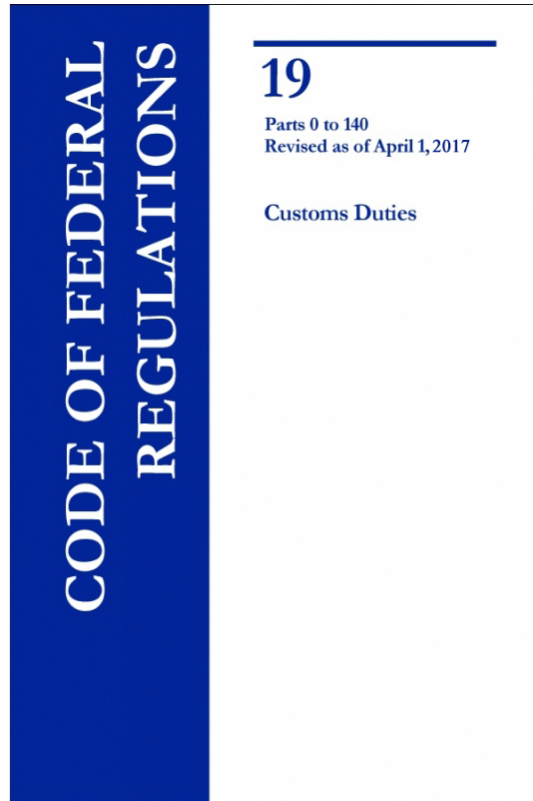 CODE OF FEDERAL
REGULATIONS
19
Parts 0 to 140
Revised as of April 1, 2017
Customs Duties